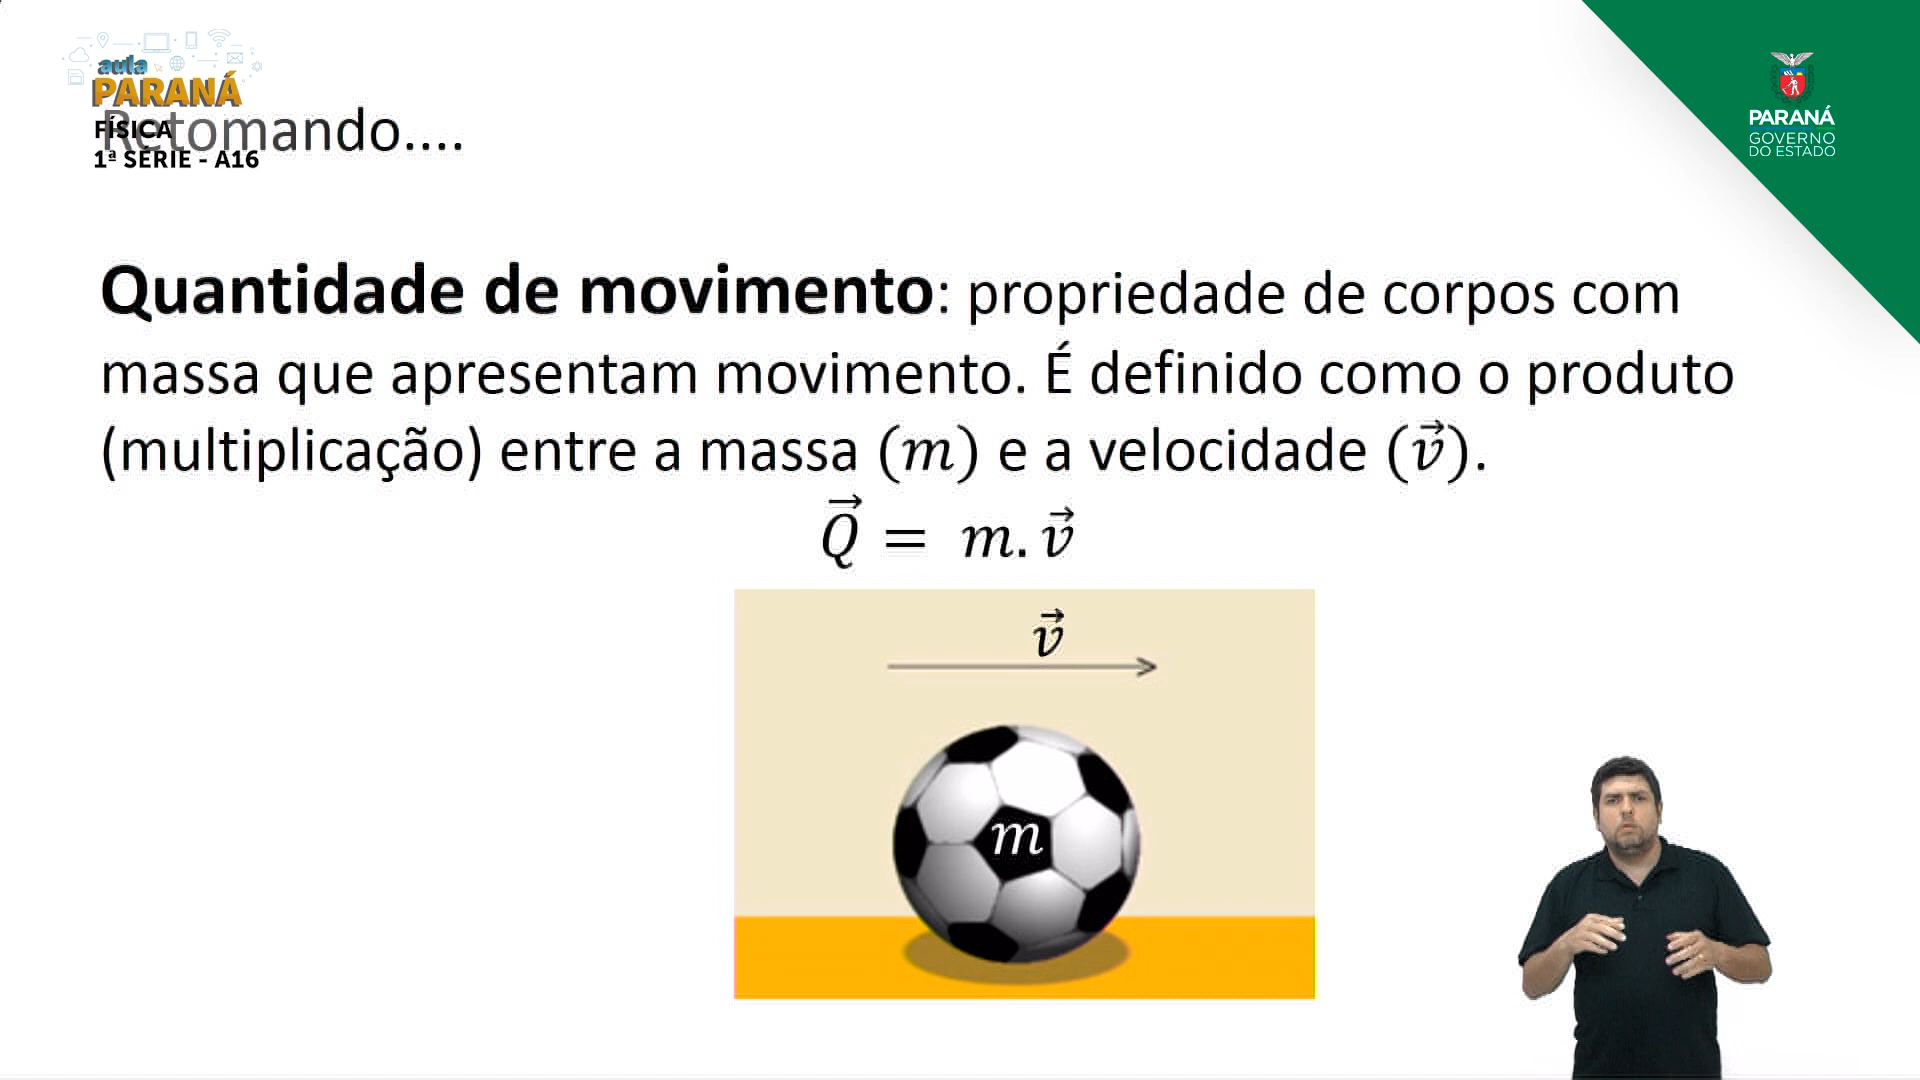 aula
PARANÁ
FÍSICA
1ª SÉRIE - A16
Retomando....
PARANÁ
GOVERNO
DO ESTADO
Quantidade de movimento: propriedade de corpos com
massa que apresentam movimento. É definido como o produto
(multiplicação) entre a massa (m) e a velocidade (v⃗).
Q⃗ = m. v⃗
v⃗
m